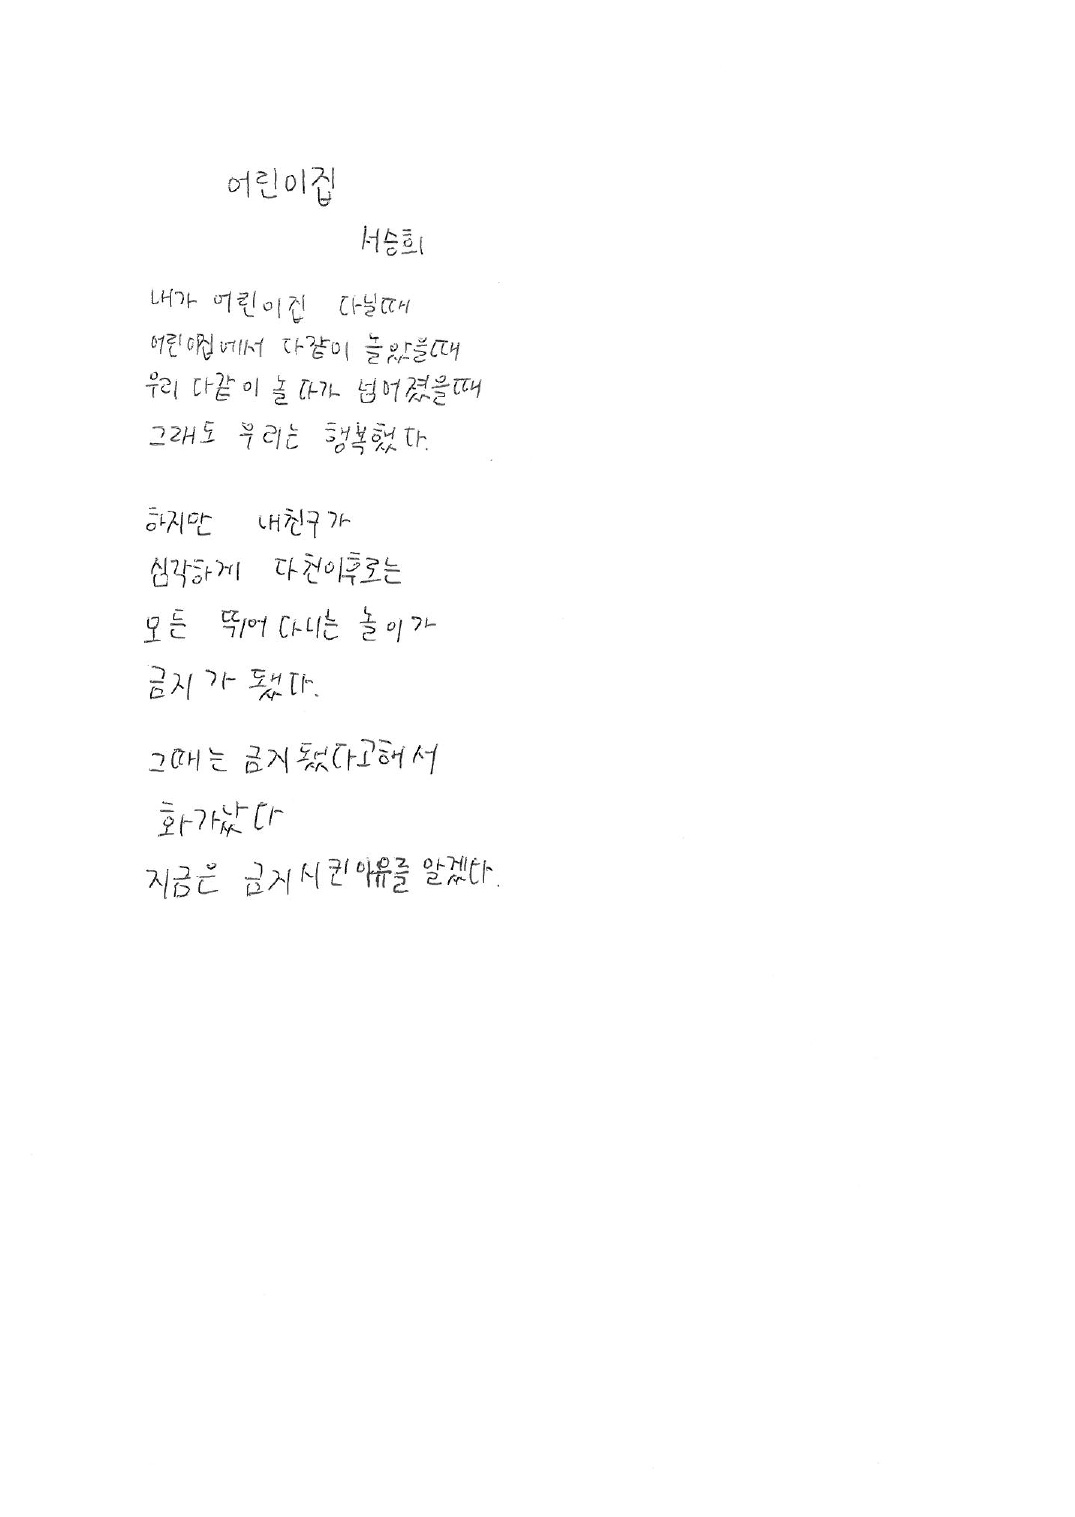 어린이집
서승희
내가 어린이집 다닐때
어린이집에서 다같이 놀았을때
우리 다같이 놀다가 넘어졌을때
그래도 우리는 행복했다.
하지만 내친구가
심각하게 다친이후로는
모든 뛰어다니는 놀이가
금지가 됐다.
그때는 금지됐다고해서
화가났다
지금은 금지시킨이유를 알겠다.